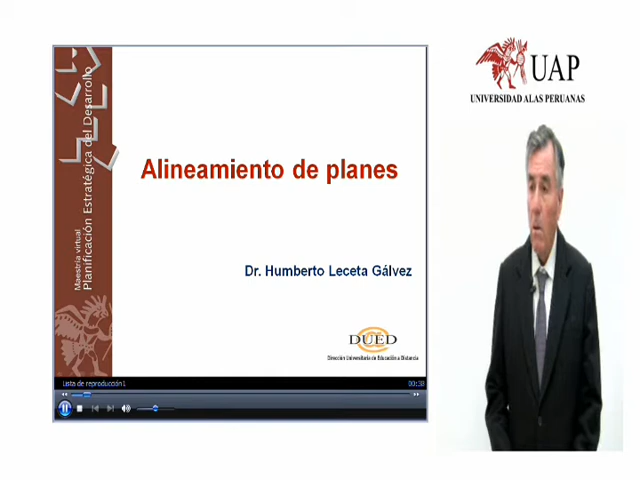 Maestría virtual
Planificación Estratégica del Desarrollo
Alineamiento de planes
Dr. Humberto Leceta Gálvez
DUED
Dirección Universitaria de Educación a Distancia
Lista de reproducción1
00:33
UAP
UNIVERSIDAD ALAS PERUANAS